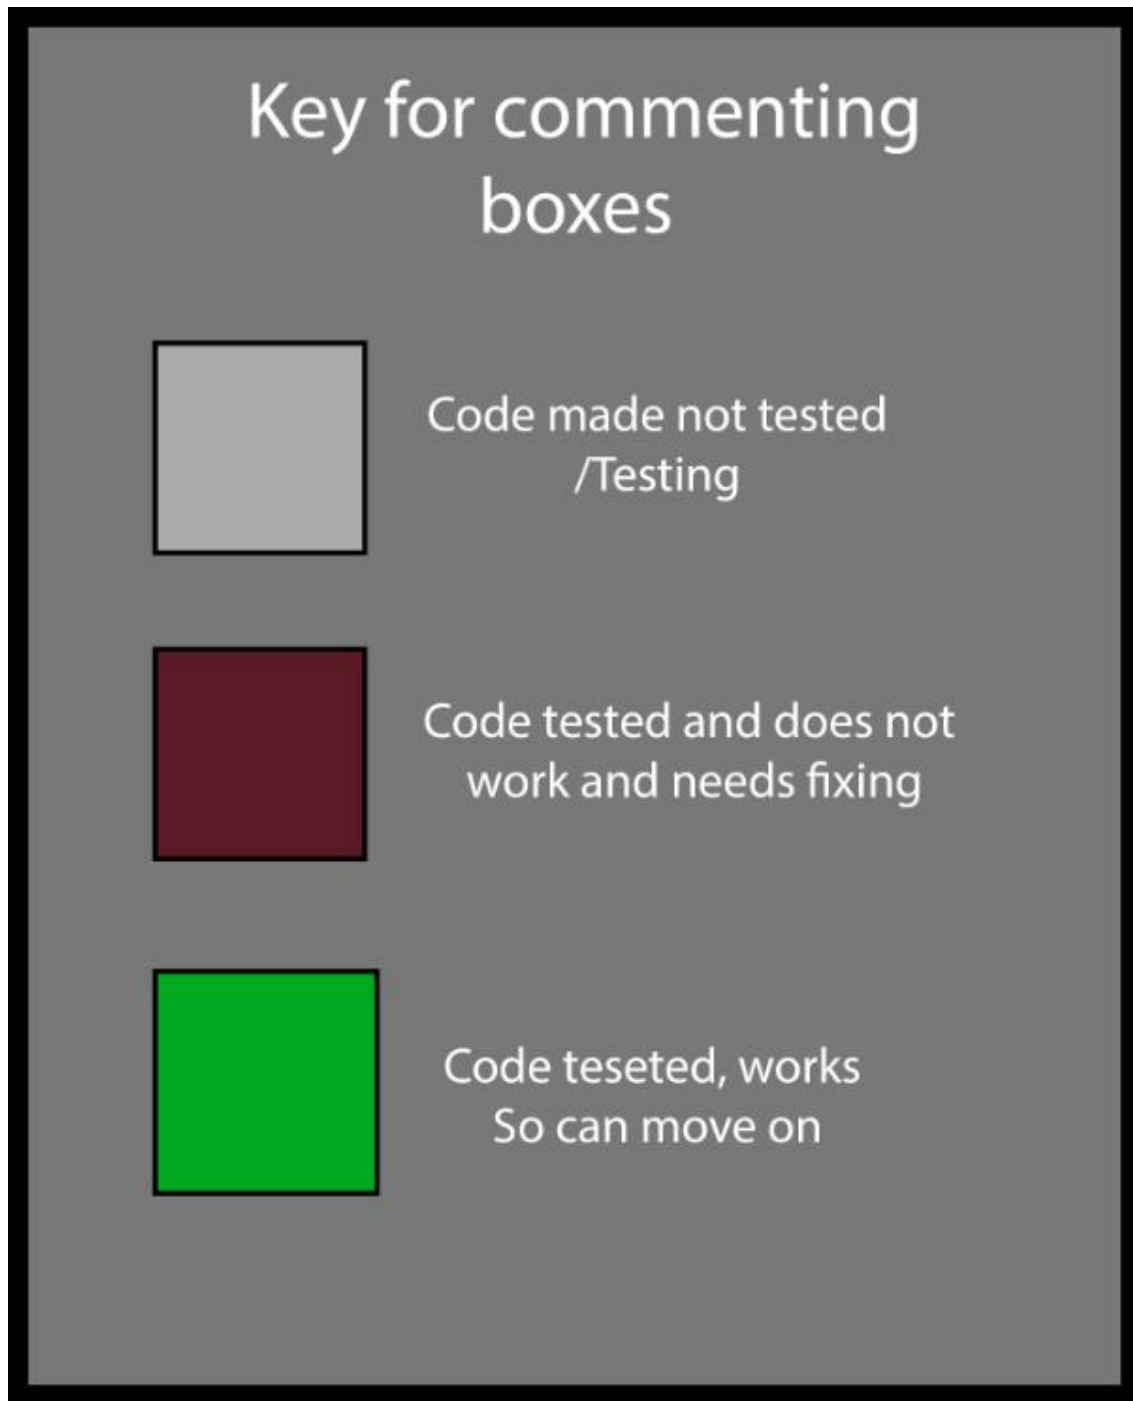 Key for commenting
boxes
Code made not tested
/Testing
Code tested and does not
work and needs fixing
Code teseted, works
So can move on